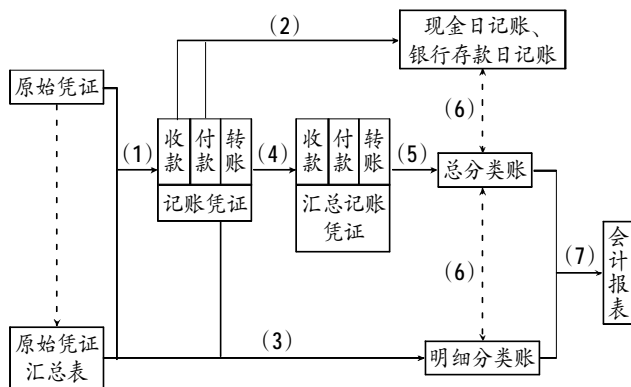 (2)
现金日记账、
银行存款日记账
原始凭证
(6)
收款
付款
转账
(1)
(4)
收款
付款
转账
(5)
总分类账
记账凭证
汇总记账
凭证
(6)
(7)
会计报表
原始凭证
汇总表
(3)
明细分类账